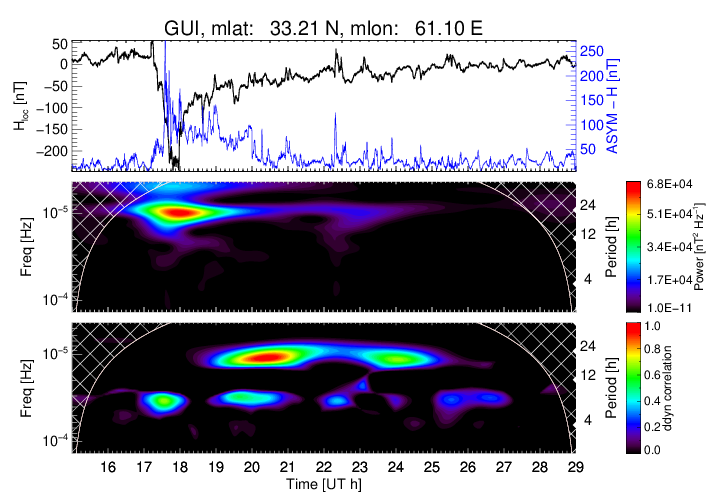 GUI, mlat: 33.21 N, mlon: 61.10 E
50
0
−50
−100
−150
−200
H_loc [nT]
250
200
150
100
50
ASYM − H [nT]
10⁻⁵
10⁻⁴
Freq [Hz]
24
12
4
Period [h]
6.8E+04
5.1E+04
3.4E+04
1.7E+04
1.0E−11
Power [nT² Hz⁻¹]
10⁻⁵
10⁻⁴
Freq [Hz]
24
12
4
Period [h]
1.0
0.8
0.6
0.4
0.2
0.0
ddyn correlation
16 17 18 19 20 21 22 23 24 25 26 27 28 29
Time [UT h]